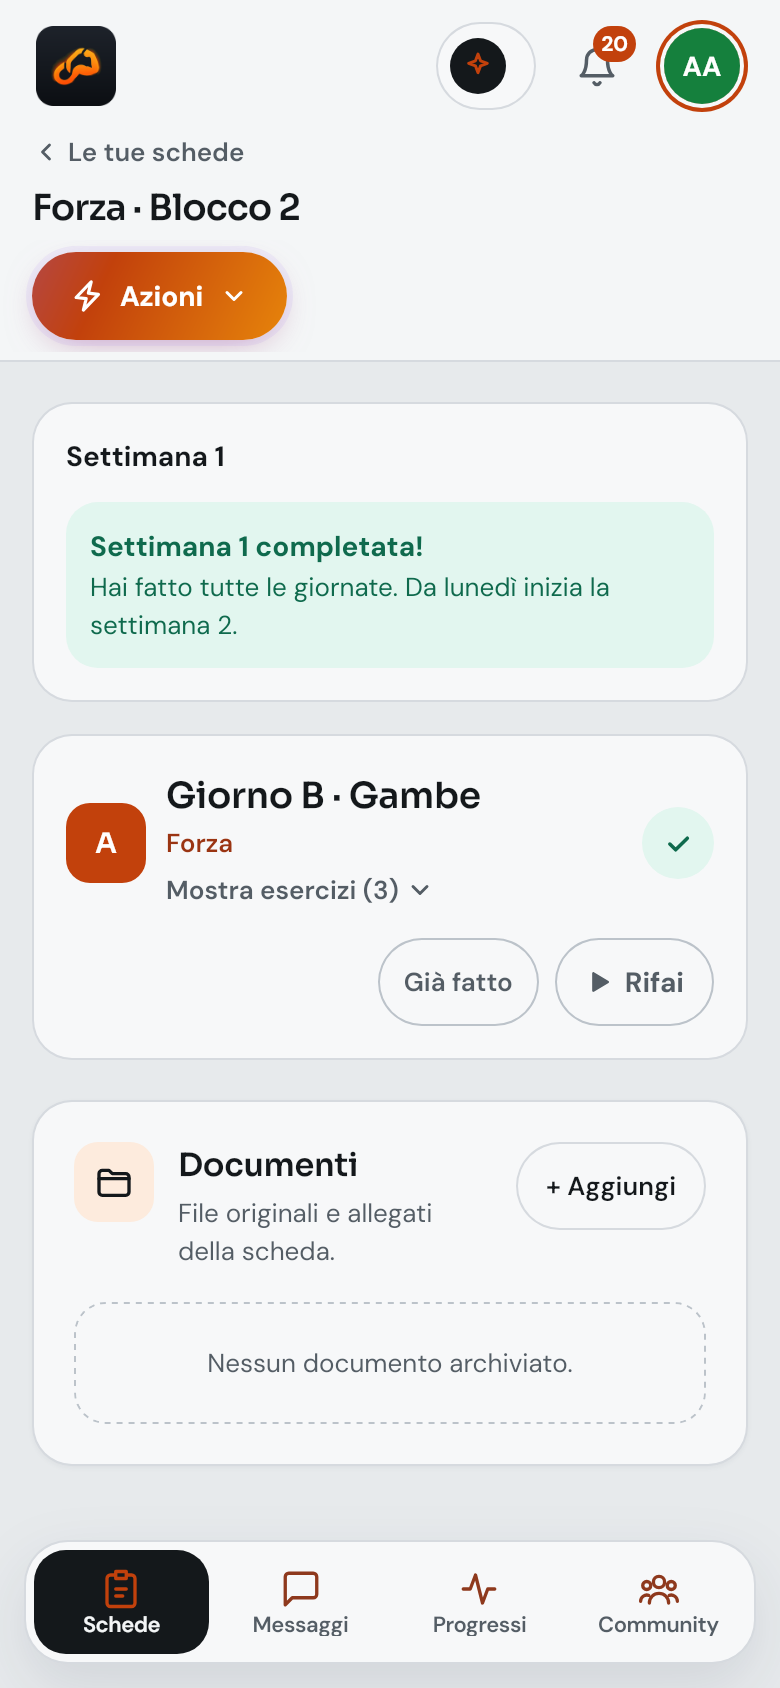 20
AA
Le tue schede
Forza · Blocco 2
Azioni
Settimana 1
Settimana 1 completata!
Hai fatto tutte le giornate. Da lunedì inizia la
settimana 2.
A
Giorno B · Gambe
Forza
Mostra esercizi (3)
Già fatto
Rifai
Documenti
File originali e allegati
della scheda.
+ Aggiungi
Nessun documento archiviato.
Schede
Messaggi
Progressi
Community